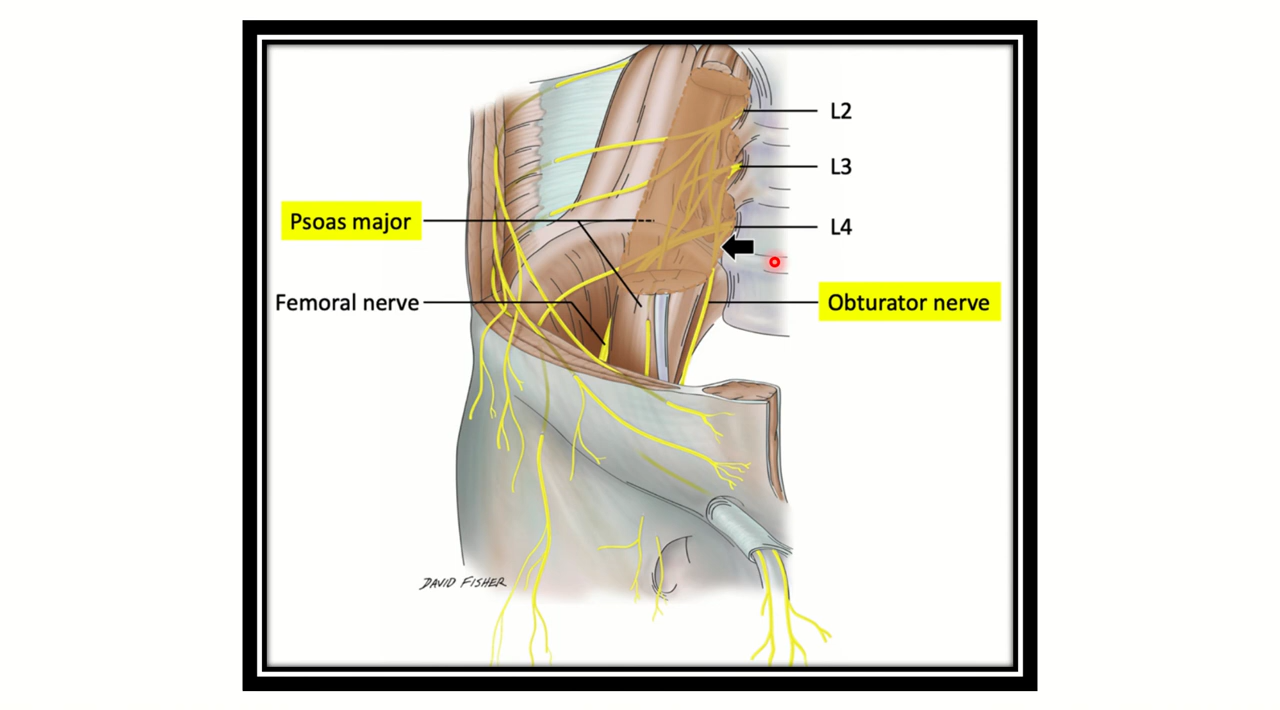 L2
L3
Psoas major
L4
Femoral nerve
Obturator nerve
DAVID FISHER